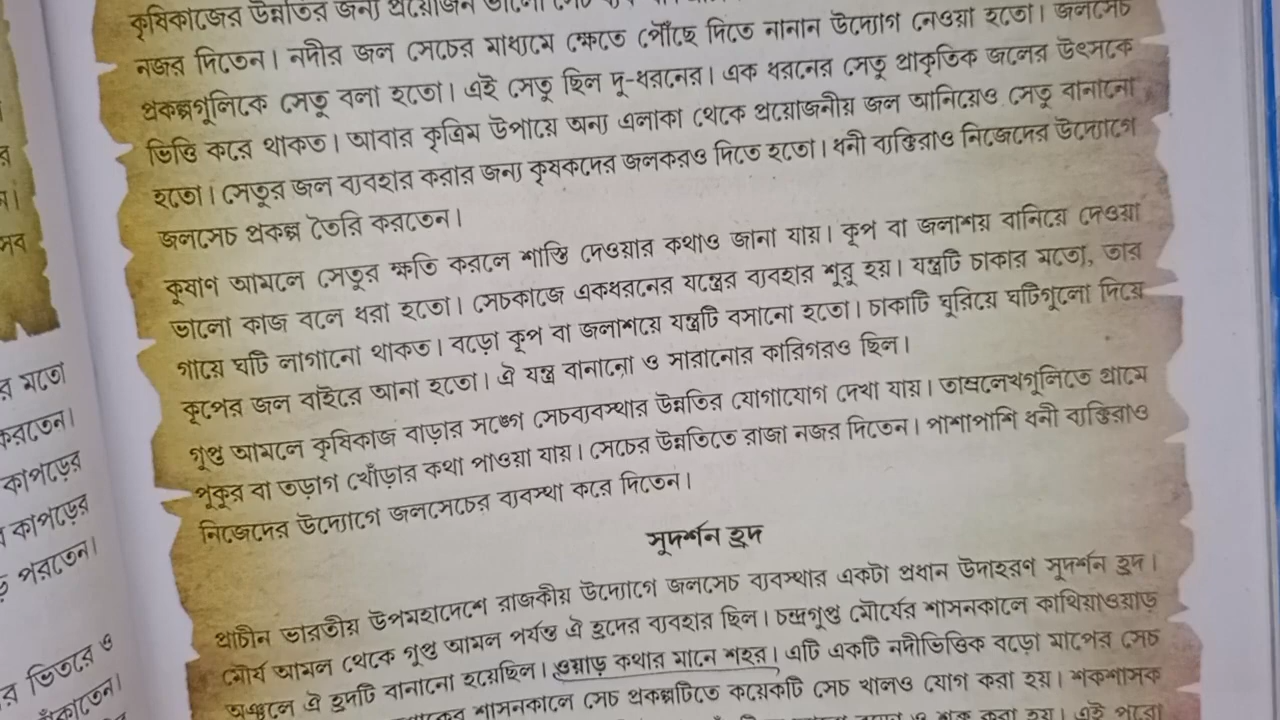 র
ন।
সব
র মতো
করতেন।
কাপড়ের
কাপড়ের
পরতেন।
র ভিতরে ও
কৃষিকাজের উন্নতির জন্য প্রয়োজন ভালো সেচ
নজর দিতেন। নদীর জল সেচের মাধ্যমে ক্ষেতে পৌঁছে দিতে নানান উদ্যোগ নেওয়া হতো। জলসেচ
প্রকল্পগুলিকে সেতু বলা হতো। এই সেতু ছিল দু-ধরনের। এক ধরনের সেতু প্রাকৃতিক জলের উৎসকে
ভিত্তি করে থাকত। আবার কৃত্রিম উপায়ে অন্য এলাকা থেকে প্রয়োজনীয় জল আনিয়েও সেতু বানানো
হতো। সেতুর জল ব্যবহার করার জন্য কৃষকদের জলকরও দিতে হতো। ধনী ব্যক্তিরাও নিজেদের উদ্যোগে
জলসেচ প্রকল্প তৈরি করতেন।
কুষাণ আমলে সেতুর ক্ষতি করলে শাস্তি দেওয়ার কথাও জানা যায়। কূপ বা জলাশয় বানিয়ে দেওয়া
ভালো কাজ বলে ধরা হতো। সেচকাজে একধরনের যন্ত্রের ব্যবহার শুরু হয়। যন্ত্রটি চাকার মতো, তার
গায়ে ঘটি লাগানো থাকত। বড়ো কূপ বা জলাশয়ে যন্ত্রটি বসানো হতো। চাকাটি ঘুরিয়ে ঘটিগুলো দিয়ে
কূপের জল বাইরে আনা হতো। ঐ যন্ত্র বানানো ও সারানোর কারিগরও ছিল।
গুপ্ত আমলে কৃষিকাজ বাড়ার সঙ্গে সেচব্যবস্থার উন্নতির যোগাযোগ দেখা যায়। তাম্রলেখগুলিতে গ্রামে
পুকুর বা তড়াগ খোঁড়ার কথা পাওয়া যায়। সেচের উন্নতিতে রাজা নজর দিতেন। পাশাপাশি ধনী ব্যক্তিরাও
নিজেদের উদ্যোগে জলসেচের ব্যবস্থা করে দিতেন।
সুদর্শন হ্রদ
প্রাচীন ভারতীয় উপমহাদেশে রাজকীয় উদ্যোগে জলসেচ ব্যবস্থার একটা প্রধান উদাহরণ সুদর্শন হ্রদ।
মৌর্য আমল থেকে গুপ্ত আমল পর্যন্ত ঐ হ্রদের ব্যবহার ছিল। চন্দ্রগুপ্ত মৌর্যের শাসনকালে কাথিয়াওয়াড়
অঞ্চলে ঐ হ্রদটি বানানো হয়েছিল। ওয়াড় কথার মানে শহর। এটি একটি নদীভিত্তিক বড়ো মাপের সেচ
শাসনকালে সেচ প্রকল্পটিতে কয়েকটি সেচ খালও যোগ করা হয়। শকশাসক